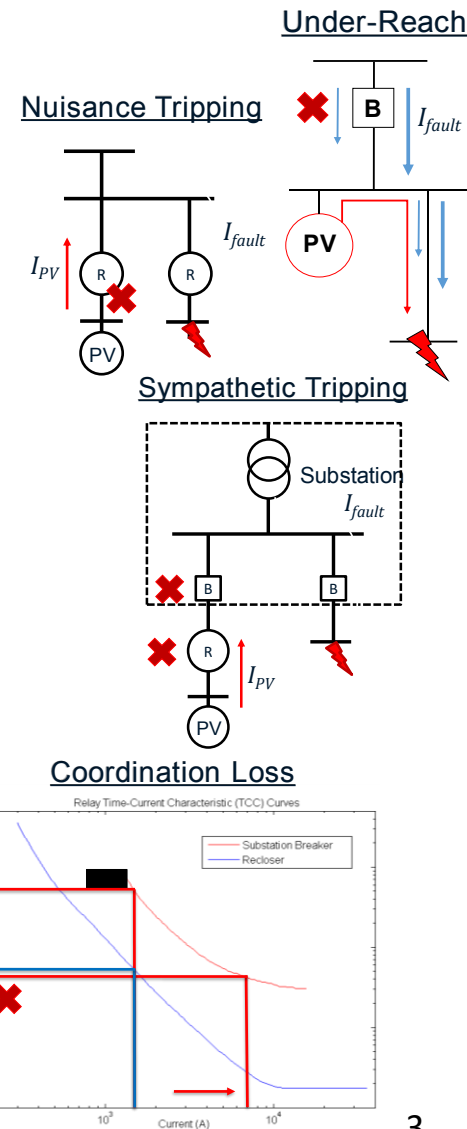 Under-Reach
B
I_fault
PV
Nuisance Tripping
I_fault
I_PV
R
R
PV
Sympathetic Tripping
Substation
I_fault
B
B
R
I_PV
PV
Coordination Loss
Relay Time-Current Characteristic (TCC) Curves
Substation Breaker
Recloser
10³
10⁴
Current (A)
3